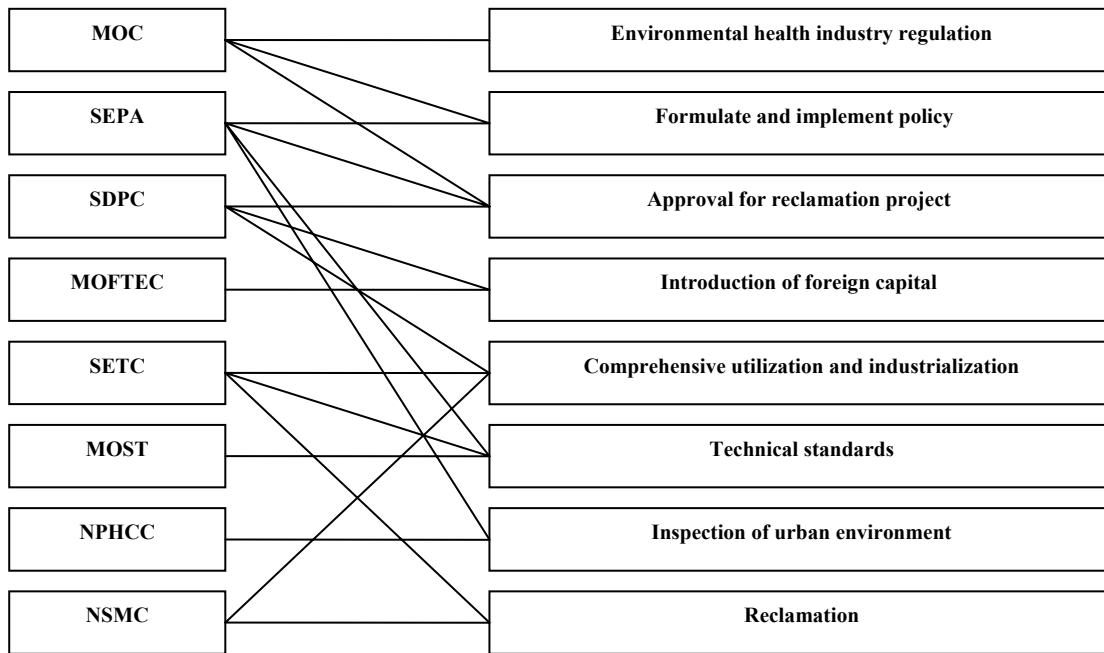 MOC
Environmental health industry regulation
SEPA
Formulate and implement policy
SDPC
Approval for reclamation project
MOFTEC
Introduction of foreign capital
SETC
Comprehensive utilization and industrialization
MOST
Technical standards
NPHCC
Inspection of urban environment
NSMC
Reclamation